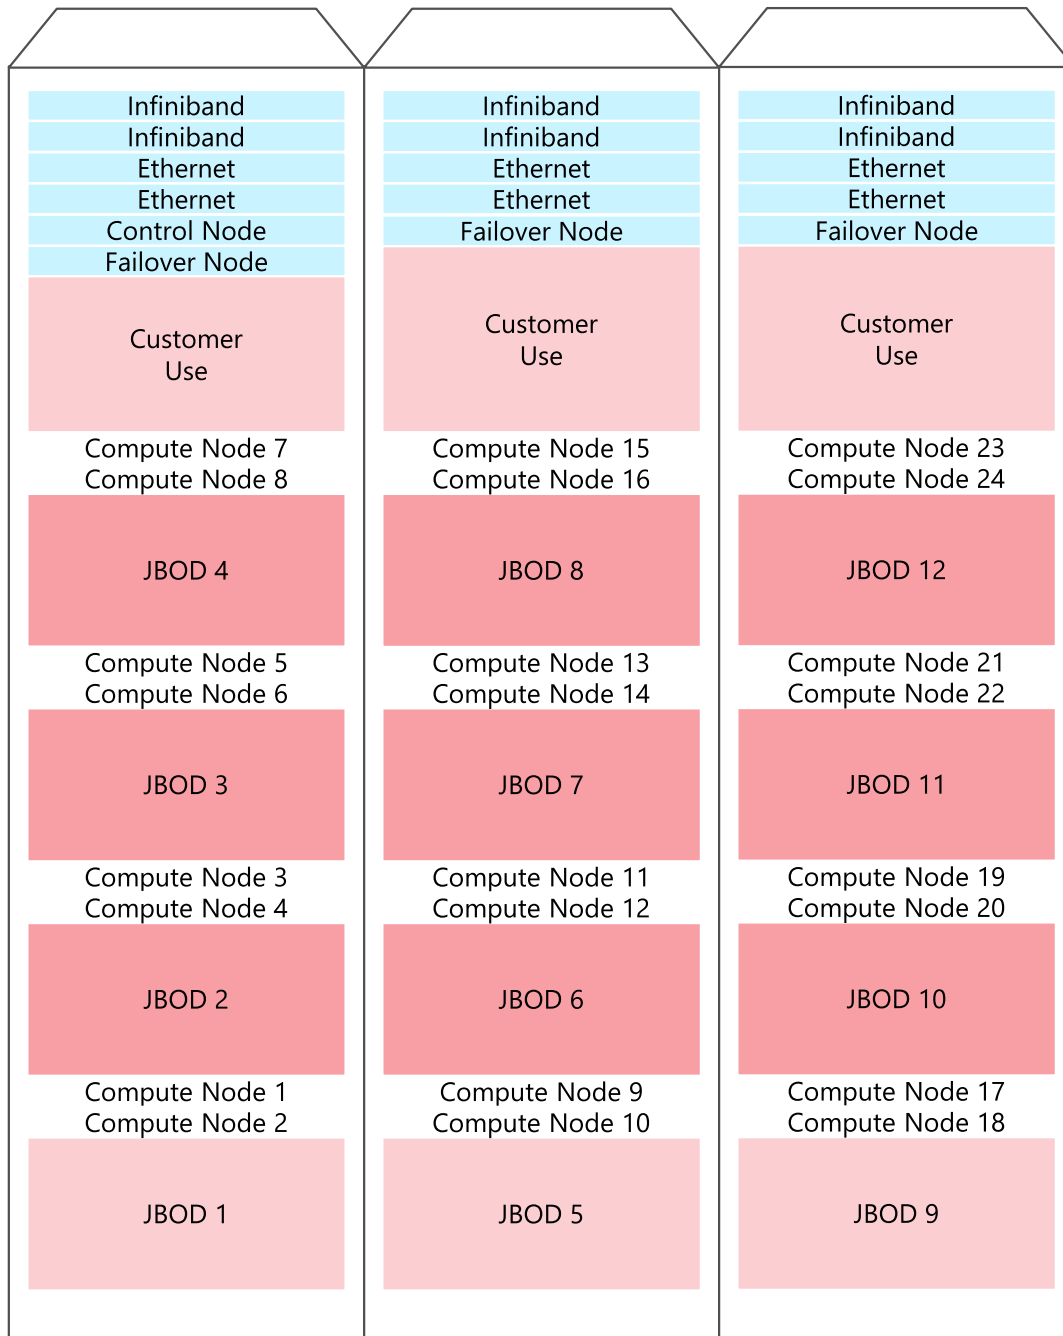 Infiniband
Infiniband
Ethernet
Ethernet
Control Node
Failover Node
Customer
Use
Compute Node 7
Compute Node 8
JBOD 4
Compute Node 5
Compute Node 6
JBOD 3
Compute Node 3
Compute Node 4
JBOD 2
Compute Node 1
Compute Node 2
JBOD 1
Infiniband
Infiniband
Ethernet
Ethernet
Failover Node
Customer
Use
Compute Node 15
Compute Node 16
JBOD 8
Compute Node 13
Compute Node 14
JBOD 7
Compute Node 11
Compute Node 12
JBOD 6
Compute Node 9
Compute Node 10
JBOD 5
Infiniband
Infiniband
Ethernet
Ethernet
Failover Node
Customer
Use
Compute Node 23
Compute Node 24
JBOD 12
Compute Node 21
Compute Node 22
JBOD 11
Compute Node 19
Compute Node 20
JBOD 10
Compute Node 17
Compute Node 18
JBOD 9